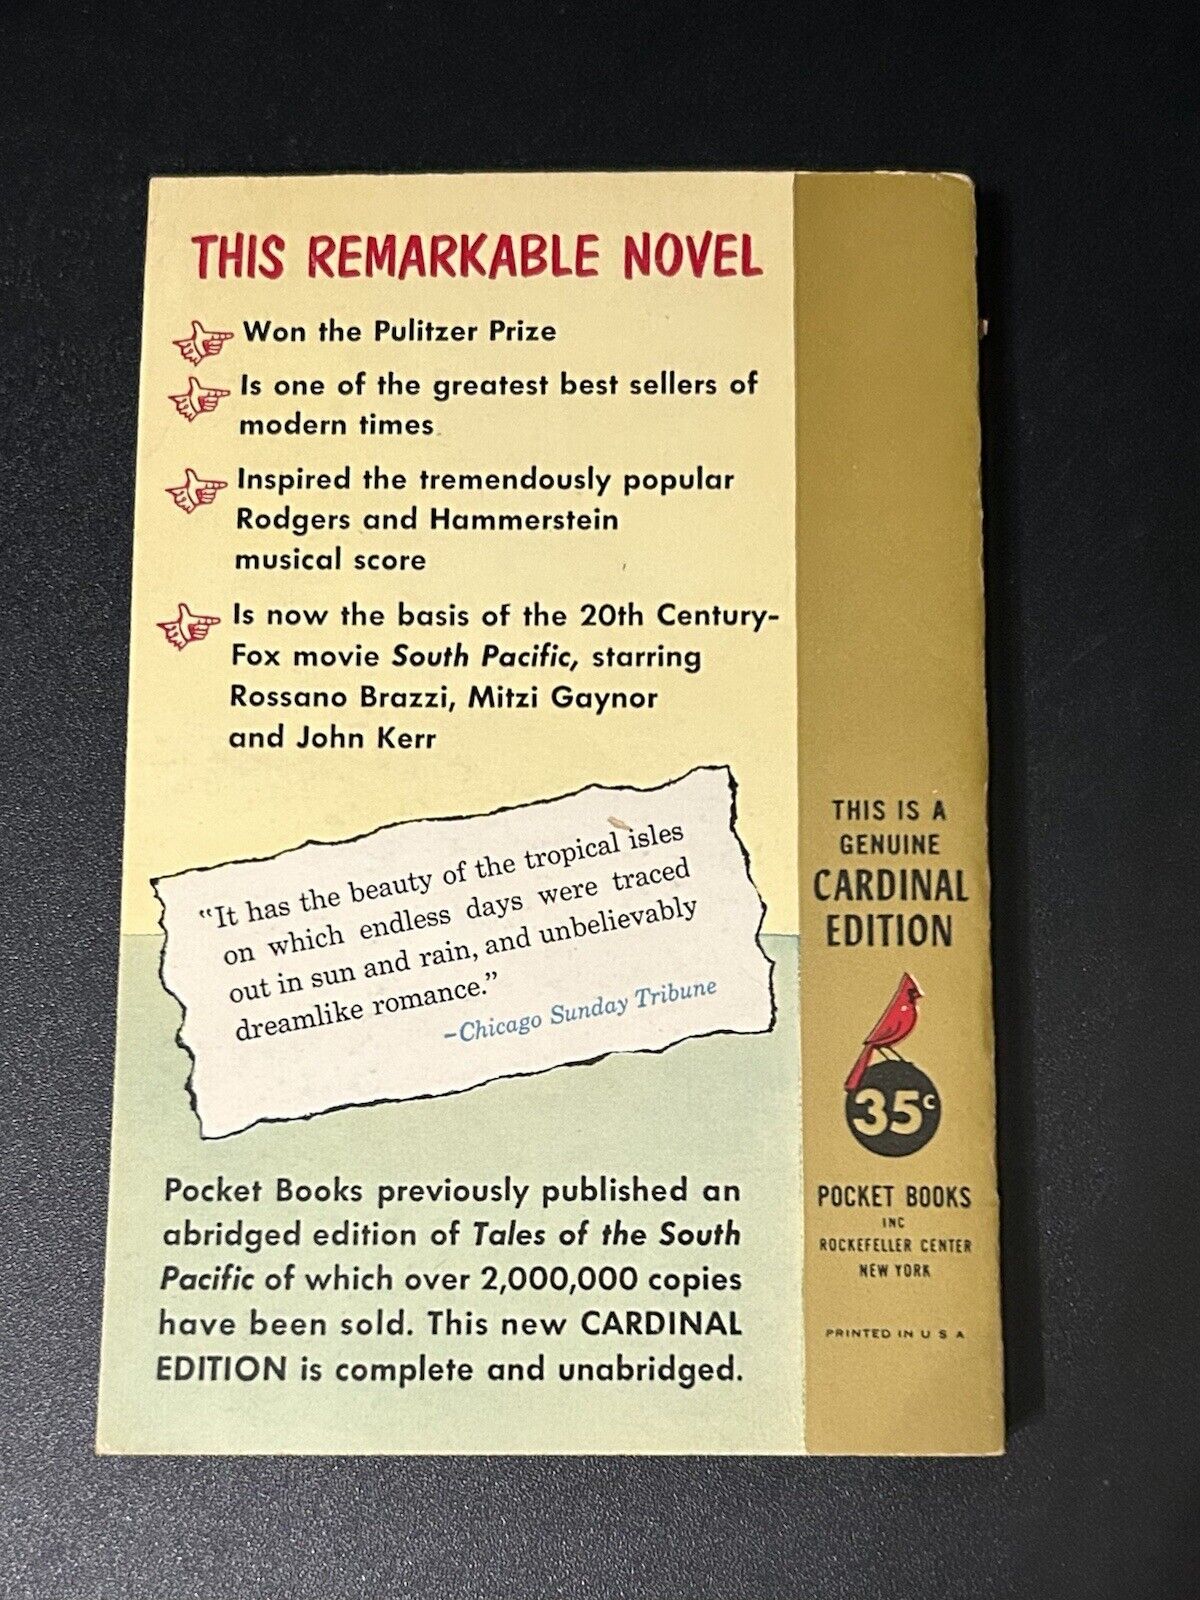 THIS REMARKABLE NOVEL
Won the Pulitzer Prize
Is one of the greatest best sellers of
modern times
Inspired the tremendously popular
Rodgers and Hammerstein
musical score
Is now the basis of the 20th Century-
Fox movie South Pacific, starring
Rossano Brazzi, Mitzi Gaynor
and John Kerr
"It has the beauty of the tropical isles
on which endless days were traced
out in sun and rain, and unbelievably
dreamlike romance."
–Chicago Sunday Tribune
Pocket Books previously published an
abridged edition of Tales of the South
Pacific of which over 2,000,000 copies
have been sold. This new CARDINAL
EDITION is complete and unabridged.
THIS IS A
GENUINE
CARDINAL
EDITION
35c
POCKET BOOKS
INC
ROCKEFELLER CENTER
NEW YORK
PRINTED IN U S A